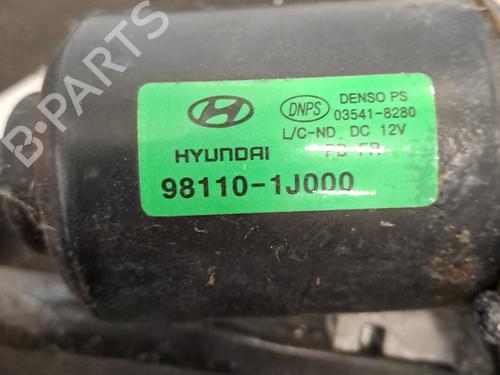 B-PARTS
DNPS DENSO PS
03541-8280
L/C-ND DC 12V
HYUNDAI PB FR
98110-1J000